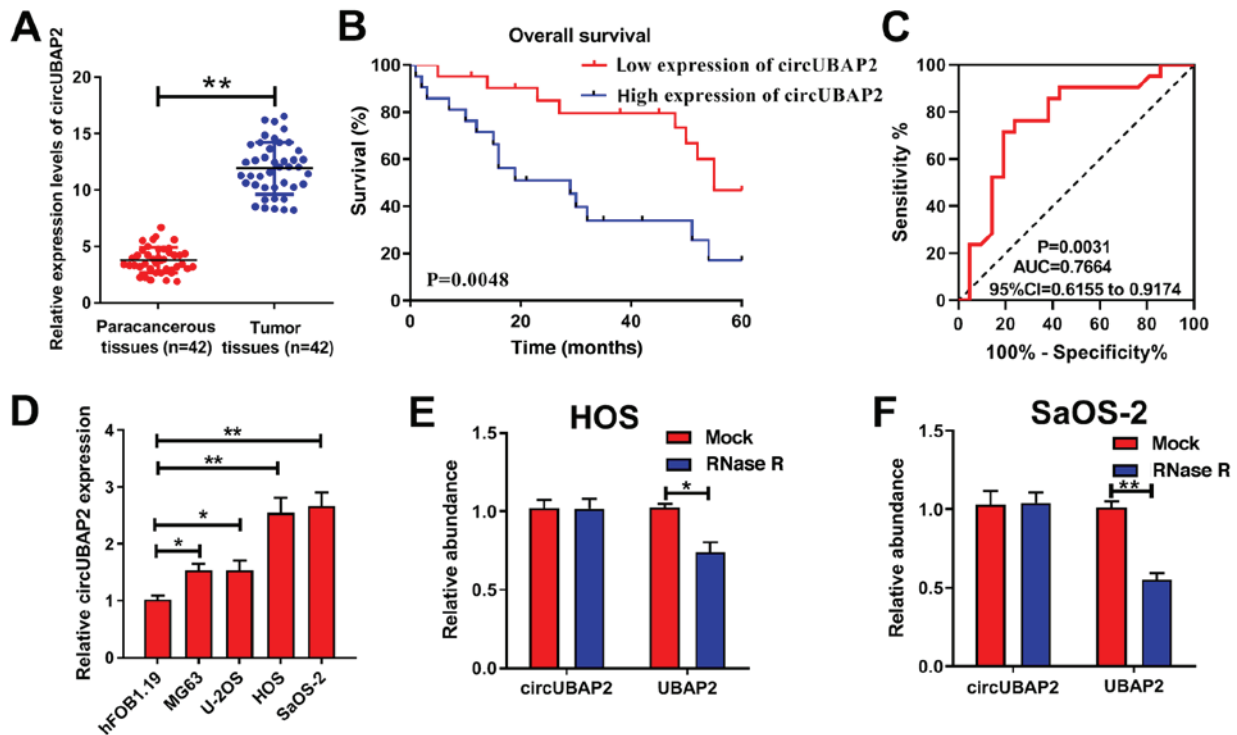 A
Relative expression levels of circUBAP2
20
15
10
5
0
**
Paracancerous
tissues (n=42)
Tumor
tissues (n=42)
B
Overall survival
Low expression of circUBAP2
High expression of circUBAP2
Survival (%)
100
80
60
40
20
0
P=0.0048
0 20 40 60
Time (months)
C
Sensitivity %
100
80
60
40
20
0
P=0.0031
AUC=0.7664
95%CI=0.6155 to 0.9174
0 20 40 60 80 100
100% - Specificity%
D
Relative circUBAP2 expression
4
3
2
1
0
**
**
*
*
hFOB1.19
MG63
U-2OS
HOS
SaOS-2
E
HOS
Mock
RNase R
Relative abundance
1.5
1.0
0.5
0.0
*
circUBAP2
UBAP2
F
SaOS-2
Mock
RNase R
Relative abundance
1.5
1.0
0.5
0.0
**
circUBAP2
UBAP2